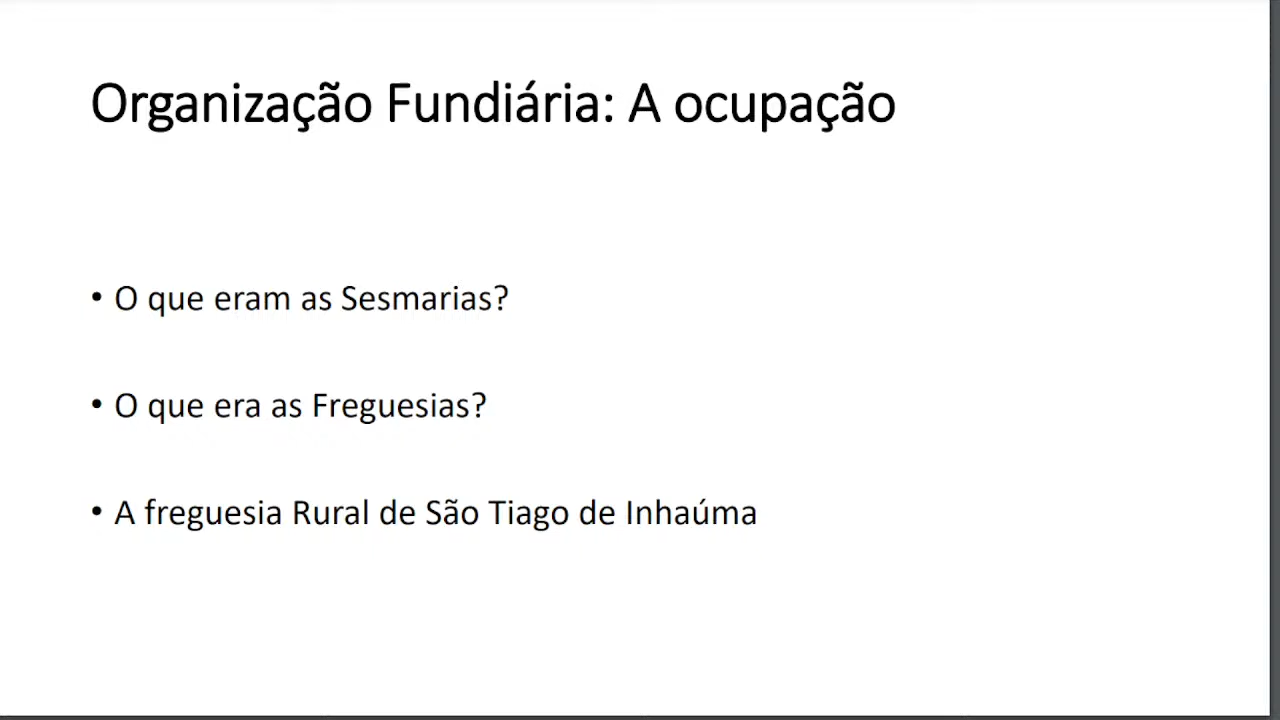 Organização Fundiária: A ocupação
• O que eram as Sesmarias?
• O que era as Freguesias?
• A freguesia Rural de São Tiago de Inhaúma